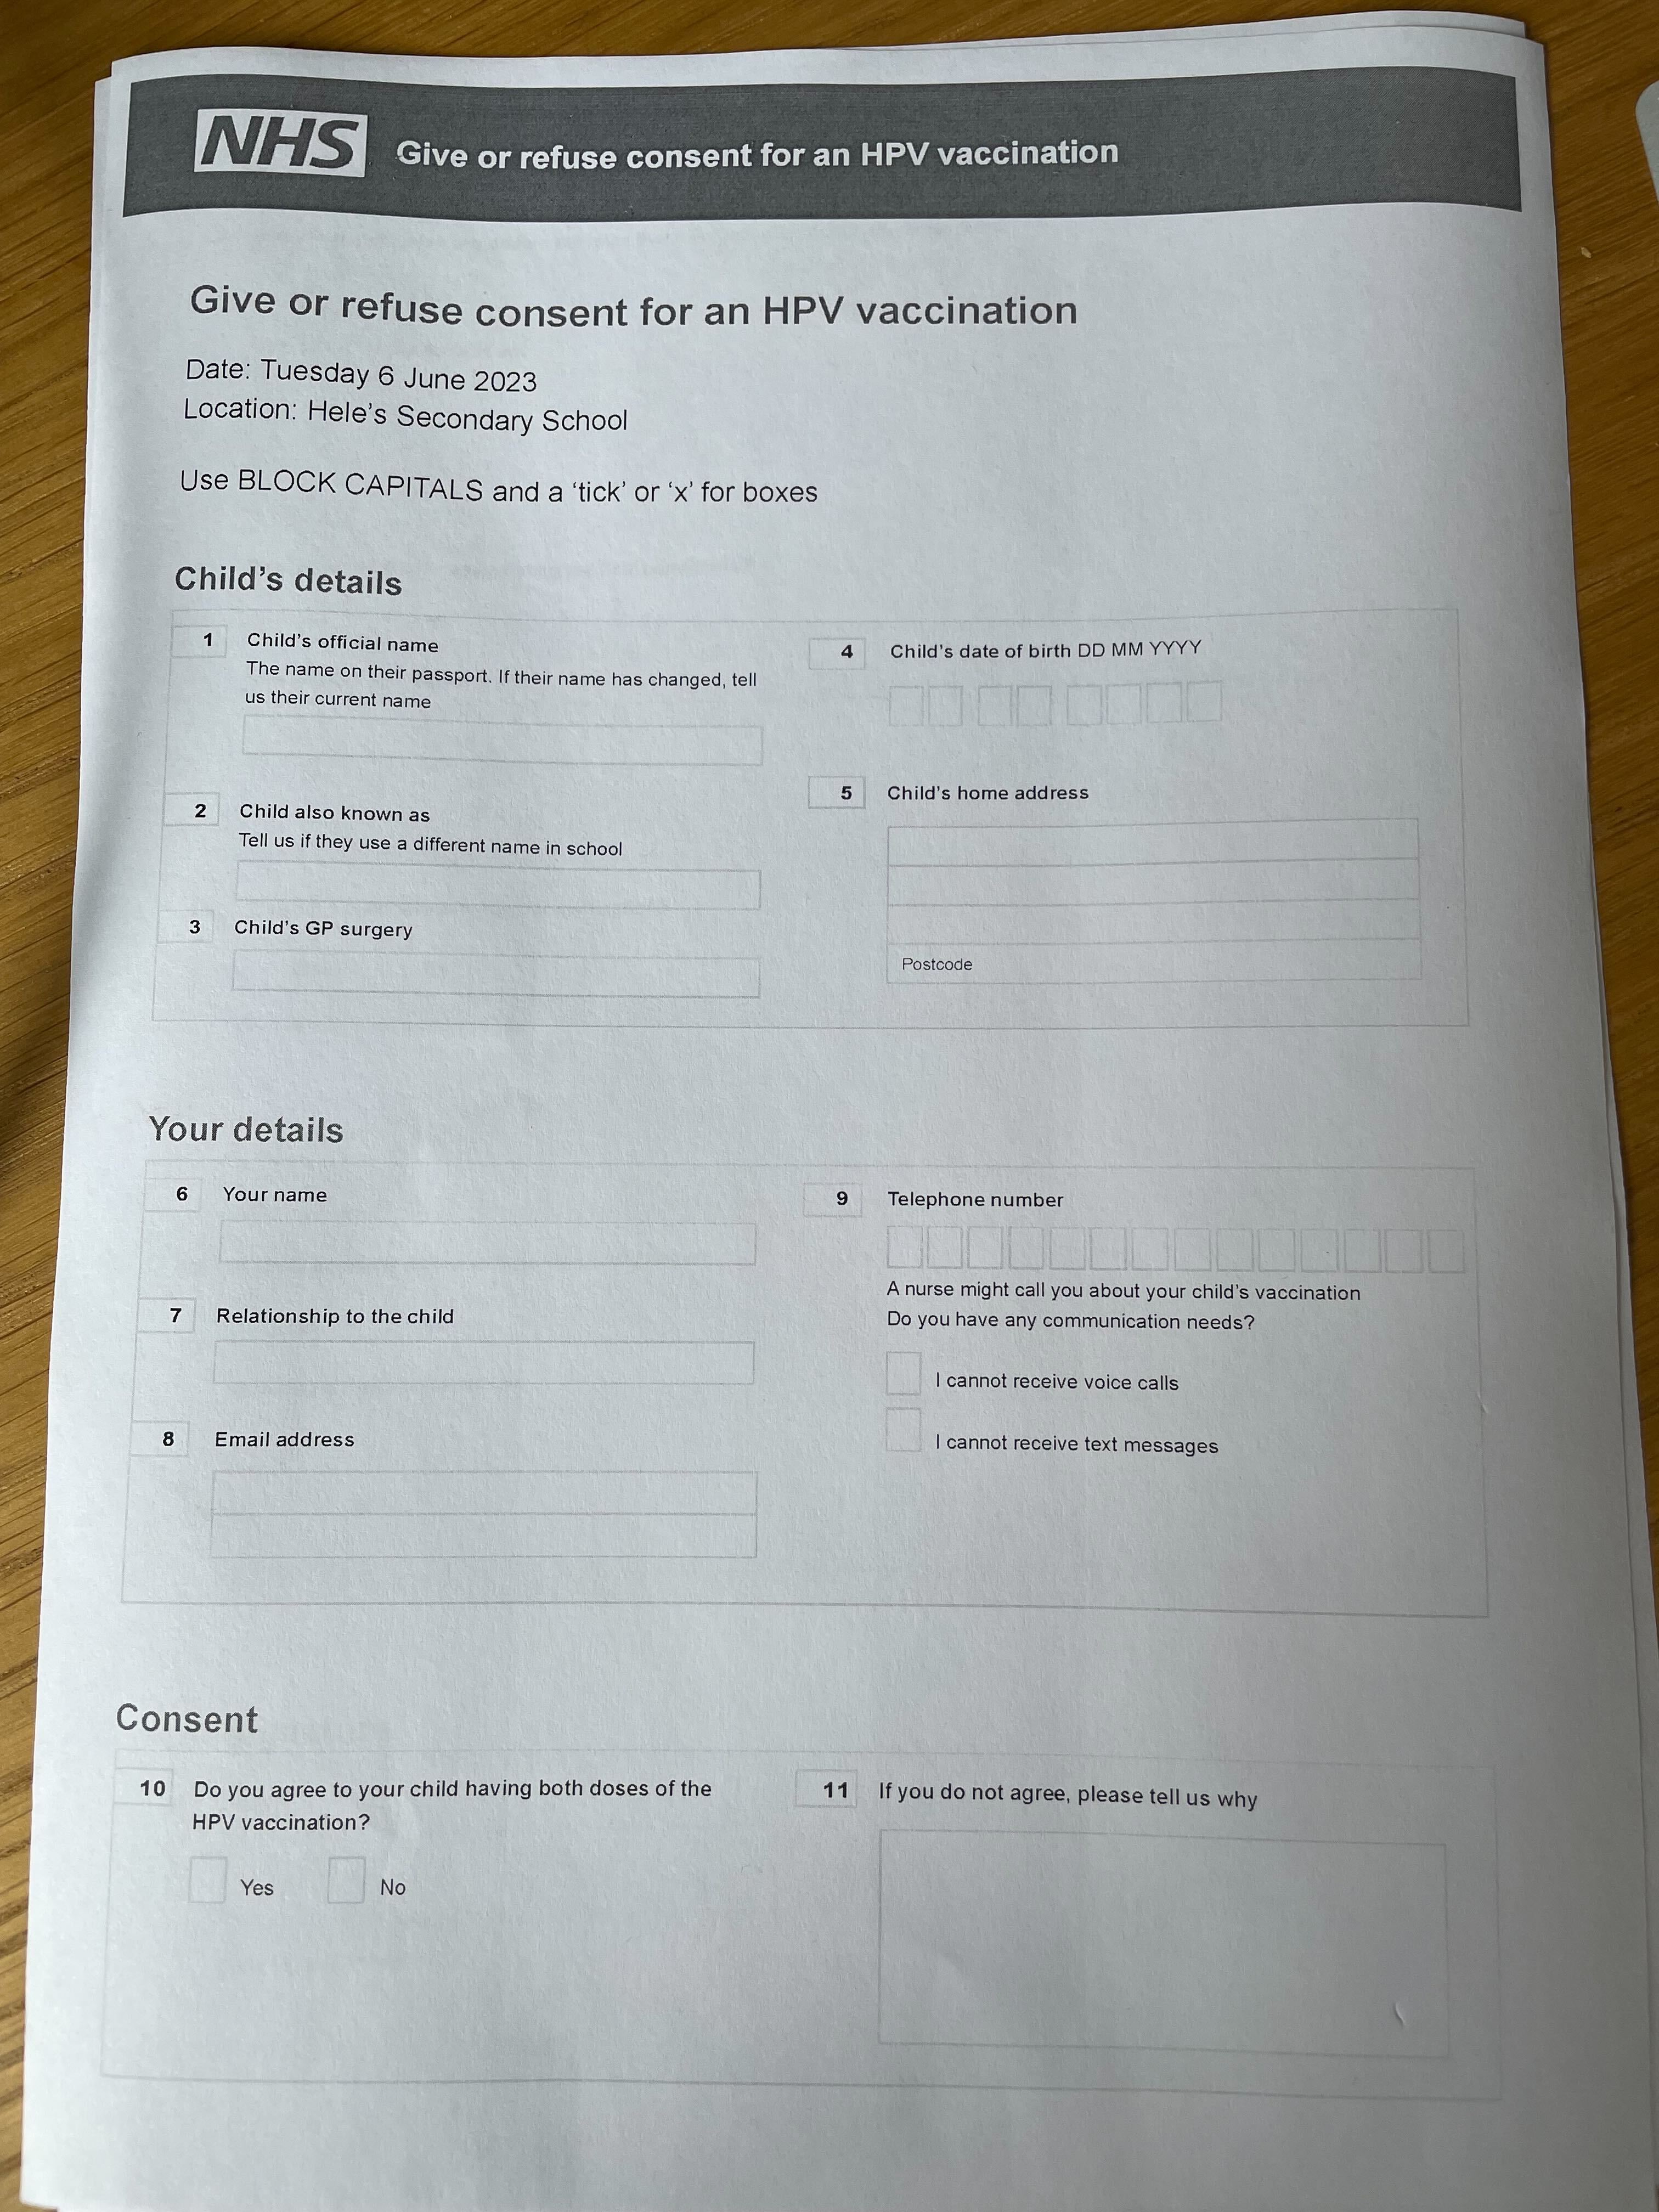 NHS Give or refuse consent for an HPV vaccination
Give or refuse consent for an HPV vaccination
Date: Tuesday 6 June 2023
Location: Hele's Secondary School
Use BLOCK CAPITALS and a 'tick' or 'x' for boxes
Child's details
1 Child's official name
The name on their passport. If their name has changed, tell
us their current name
2 Child also known as
Tell us if they use a different name in school
3 Child's GP surgery
4 Child's date of birth DD MM YYYY
5 Child's home address
Postcode
Your details
6 Your name
7 Relationship to the child
8 Email address
9 Telephone number
A nurse might call you about your child's vaccination
Do you have any communication needs?
I cannot receive voice calls
I cannot receive text messages
Consent
10 Do you agree to your child having both doses of the
HPV vaccination?
Yes No
11 If you do not agree, please tell us why